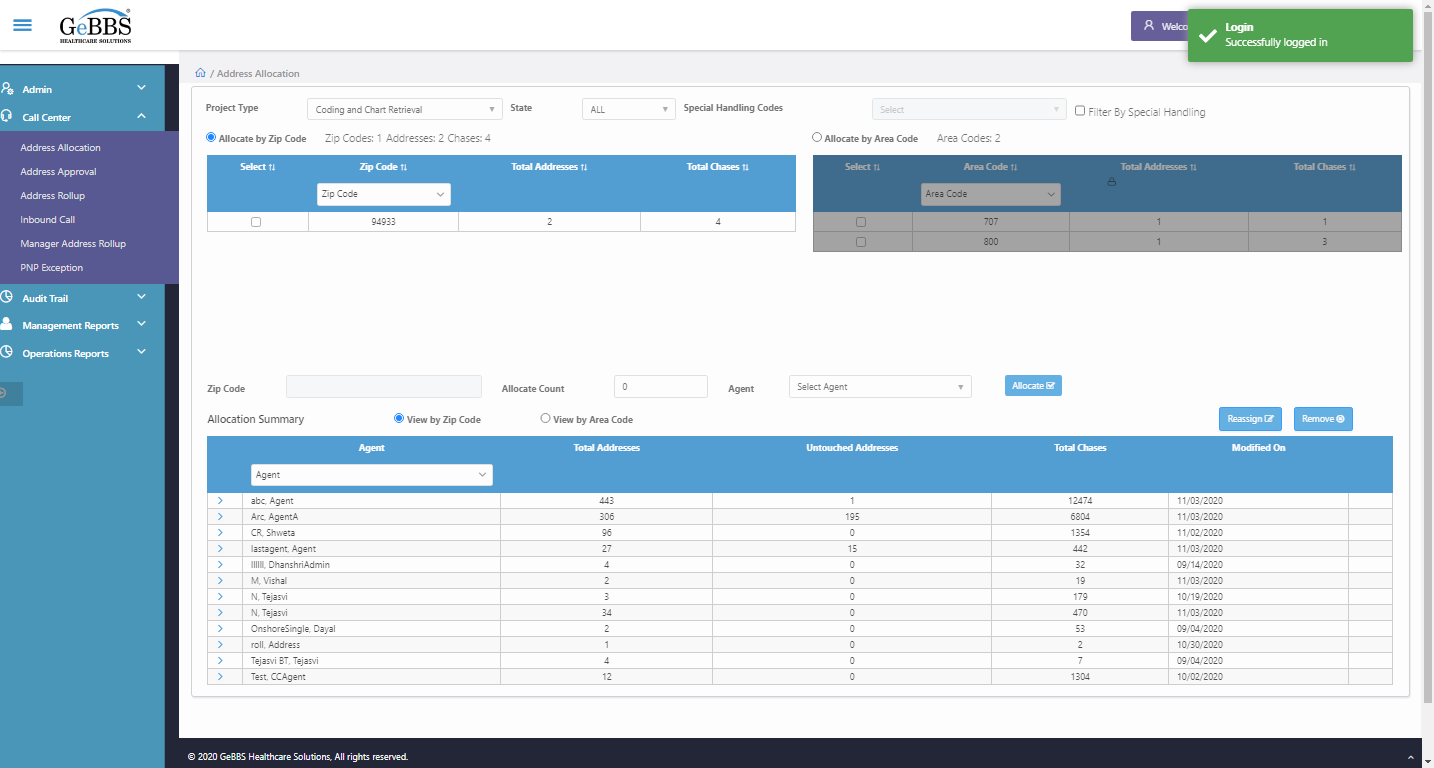 GeBBS
HEALTHCARE SOLUTIONS
Login
Successfully logged in
Admin
Call Center
Address Allocation
Address Approval
Address Rollup
Inbound Call
Manager Address Rollup
PNP Exception
Audit Trail
Management Reports
Operations Reports
/ Address Allocation
Project Type Coding and Chart Retrieval State ALL Special Handling Codes Select Filter By Special Handling
Allocate by Zip Code Zip Codes: 1 Addresses: 2 Chases: 4
Select Zip Code Total Addresses Total Chases
Zip Code
94933 2 4
Allocate by Area Code Area Codes: 2
Select Area Code Total Addresses Total Chases
Area Code
707 1 1
800 1 3
Zip Code Allocate Count 0 Agent Select Agent Allocate
Allocation Summary View by Zip Code View by Area Code Reassign Remove
Agent Total Addresses Untouched Addresses Total Chases Modified On
Agent
abc, Agent 443 1 12474 11/03/2020
Arc, AgentA 306 195 6804 11/03/2020
CR, Shweta 96 0 1354 11/02/2020
lastagent, Agent 27 15 442 11/03/2020
4 0 32 09/14/2020
M, Vishal 2 0 19 11/03/2020
N, Tejasvi 3 0 179 10/19/2020
N, Tejasvi 34 0 470 11/03/2020
OnshoreSingle, Dayal 2 0 53 09/04/2020
roll, Address 1 0 2 10/30/2020
Tejasvi BT, Tejasvi 4 0 7 09/04/2020
Test, CCAgent 12 0 1304 10/02/2020
© 2020 GeBBS Healthcare Solutions, All rights reserved.